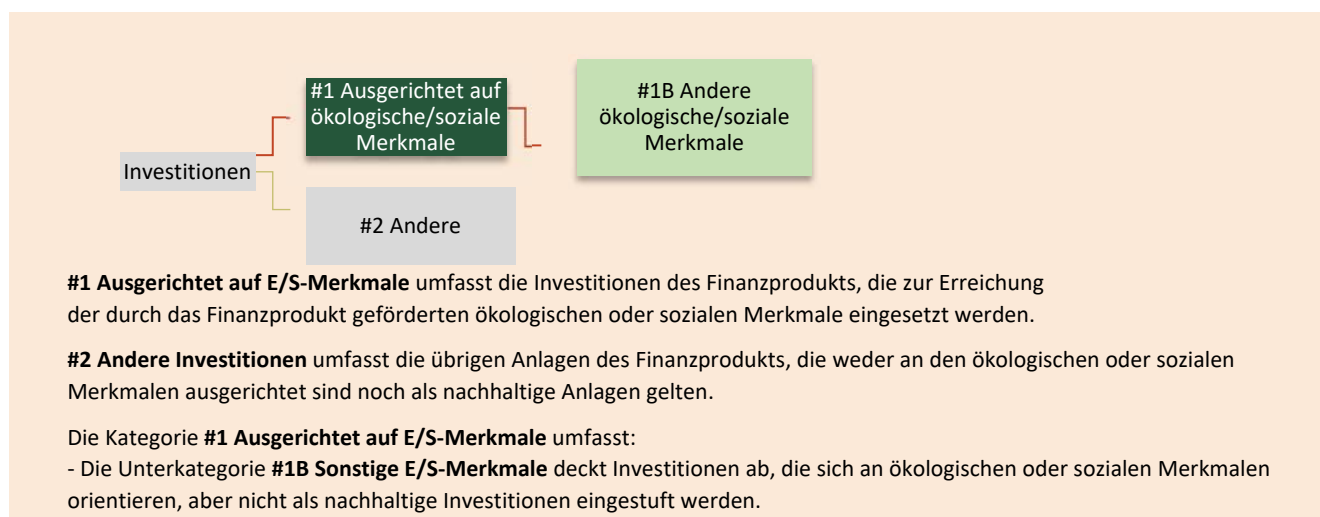 #1 Ausgerichtet auf
ökologische/soziale
Merkmale
#1B Andere
ökologische/soziale
Merkmale
Investitionen
#2 Andere
#1 Ausgerichtet auf E/S-Merkmale umfasst die Investitionen des Finanzprodukts, die zur Erreichung
der durch das Finanzprodukt geförderten ökologischen oder sozialen Merkmale eingesetzt werden.
#2 Andere Investitionen umfasst die übrigen Anlagen des Finanzprodukts, die weder an den ökologischen oder sozialen
Merkmalen ausgerichtet sind noch als nachhaltige Anlagen gelten.
Die Kategorie #1 Ausgerichtet auf E/S-Merkmale umfasst:
- Die Unterkategorie #1B Sonstige E/S-Merkmale deckt Investitionen ab, die sich an ökologischen oder sozialen Merkmalen
orientieren, aber nicht als nachhaltige Investitionen eingestuft werden.